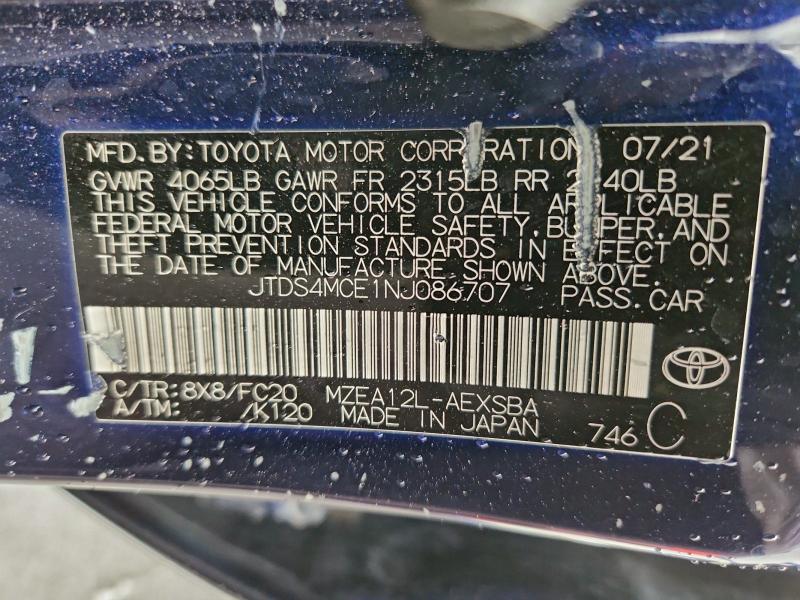 MFD.BY:TOYOTA MOTOR CORPORATION 07/21
GVWR 4065LB GAWR FR 2315LB RR LB
THIS VEHICLE CONFORMS TO ALL APPLICABLE
FEDERAL MOTOR VEHICLE SAFETY,BUMPER,AND
THEFT PREVENTION STANDARDS IN EFFECT ON
THE DATE OF MANUFACTURE SHOWN ABOVE.
JTDS4MCE1NJ086707 PASS.CAR
C/TR:8X8/FC20 MZEA12L-AEXSBA
A/TM: /K120 MADE IN JAPAN 746 C